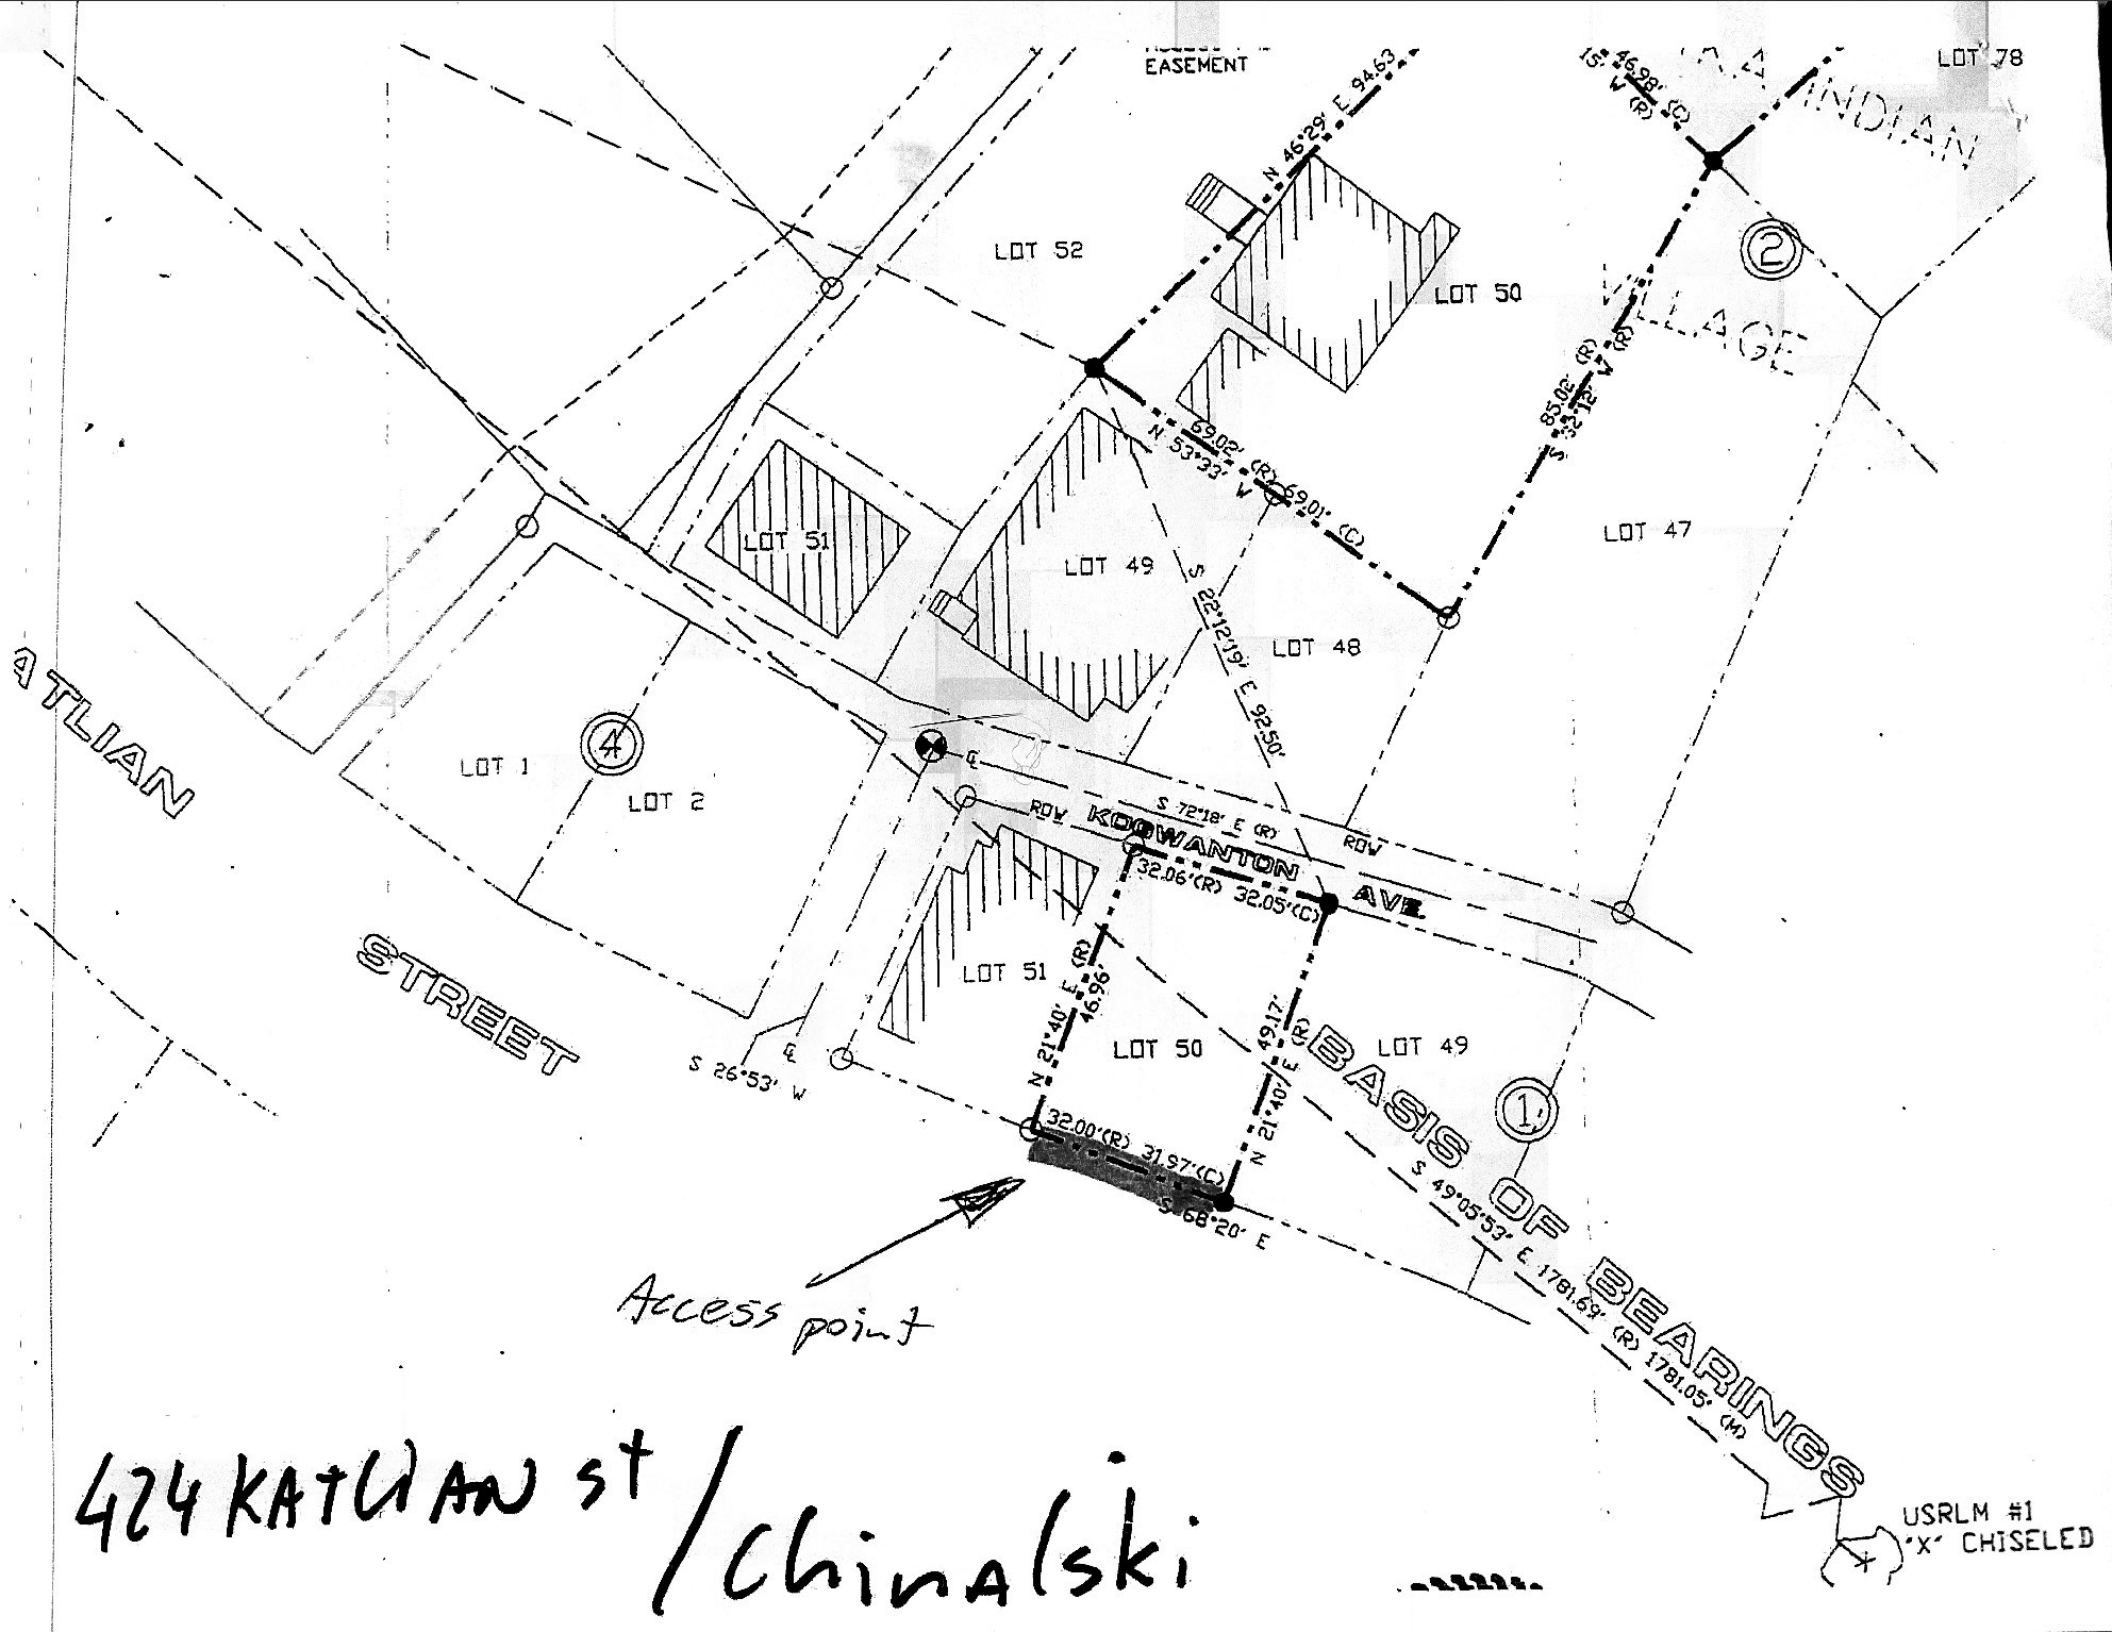 EASEMENT
N 46°29' E 94.63
46.98' (C)
15' W (R)
INDIAN
VILLAGE
LOT 78
2
LOT 52
LOT 50
85.02' (R)
S 32°12' W (R)
69.02' (R) 69.01' (C)
N 53°33' W
LOT 47
LOT 51
LOT 49
S 22°12'19" E 92.50'
LOT 48
ATLIAN
STREET
LOT 1
4
LOT 2
℄
S 72°18' E (R)
ROW
KOGWANTON AVE.
ROW
32.06'(R) 32.05'(C)
LOT 51
N 21°40' E (R)
46.96'
LOT 50
49.17'
N 21°40' E (R)
LOT 49
1
℄
S 26°53' W
32.00'(R) 31.97'(C)
S 68°20' E
BASIS OF BEARINGS
S 49°05'53" E 1781.69' (R) 1781.05' (M)
Access point
424 KATLIAN st / Chinalski
USRLM #1
"X" CHISELED